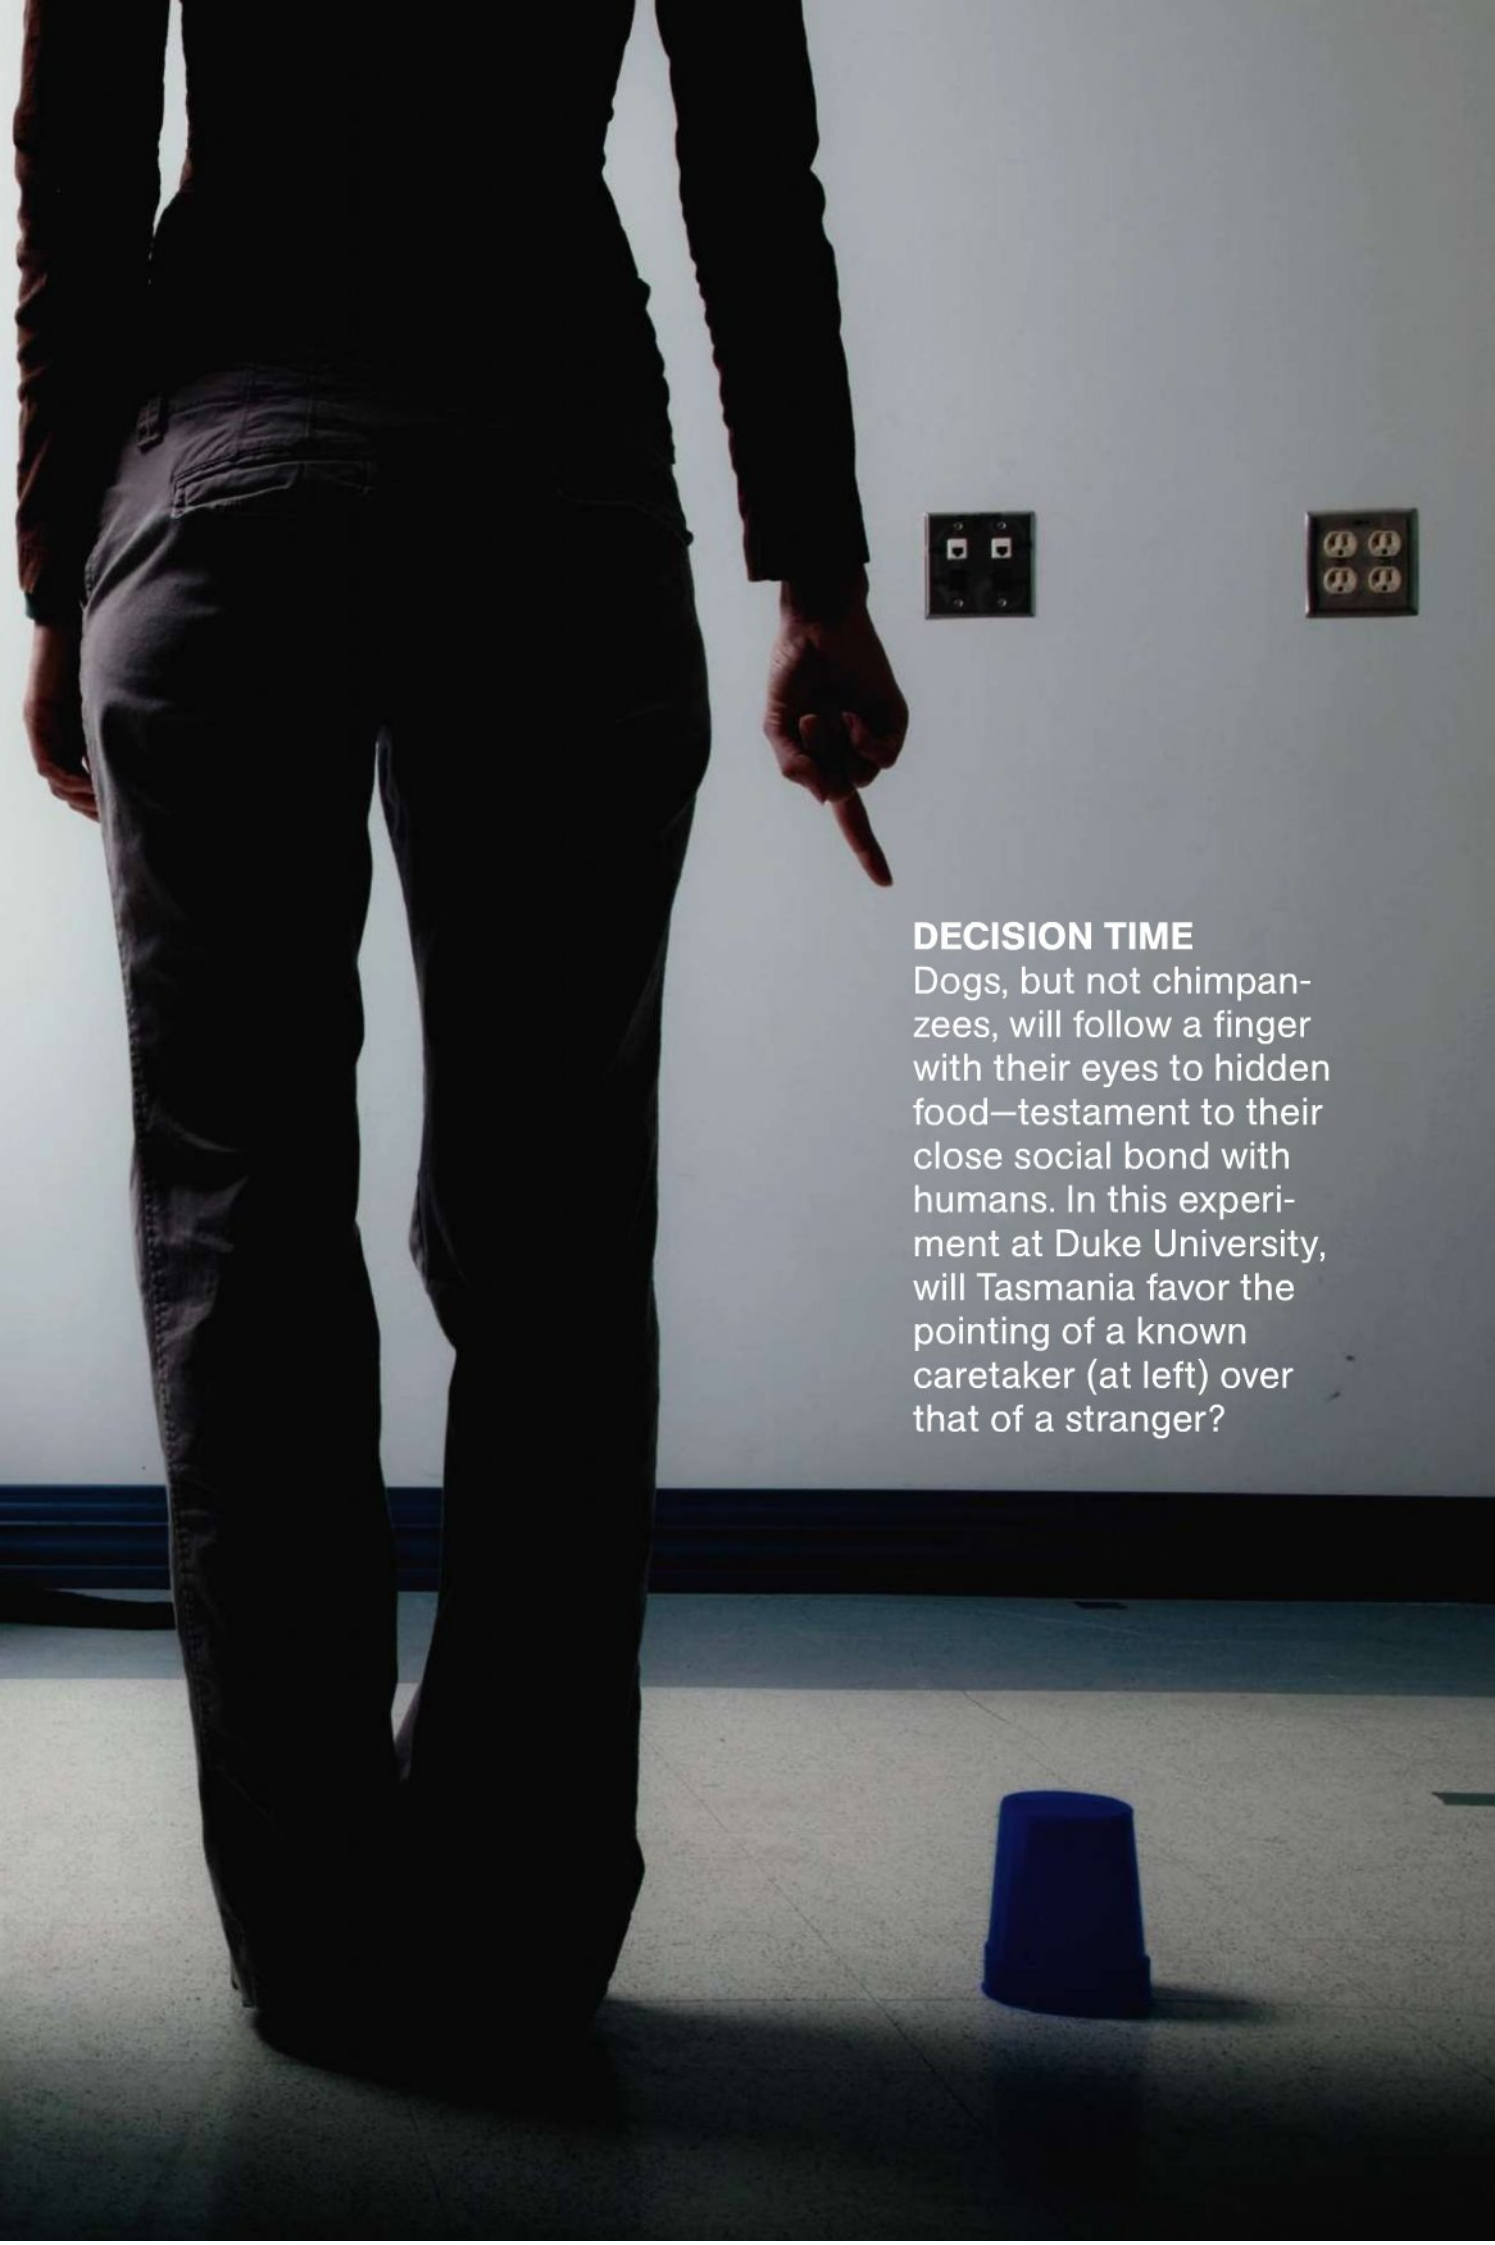 DECISION TIME
Dogs, but not chimpan-
zees, will follow a finger
with their eyes to hidden
food—testament to their
close social bond with
humans. In this experi-
ment at Duke University,
will Tasmania favor the
pointing of a known
caretaker (at left) over
that of a stranger?